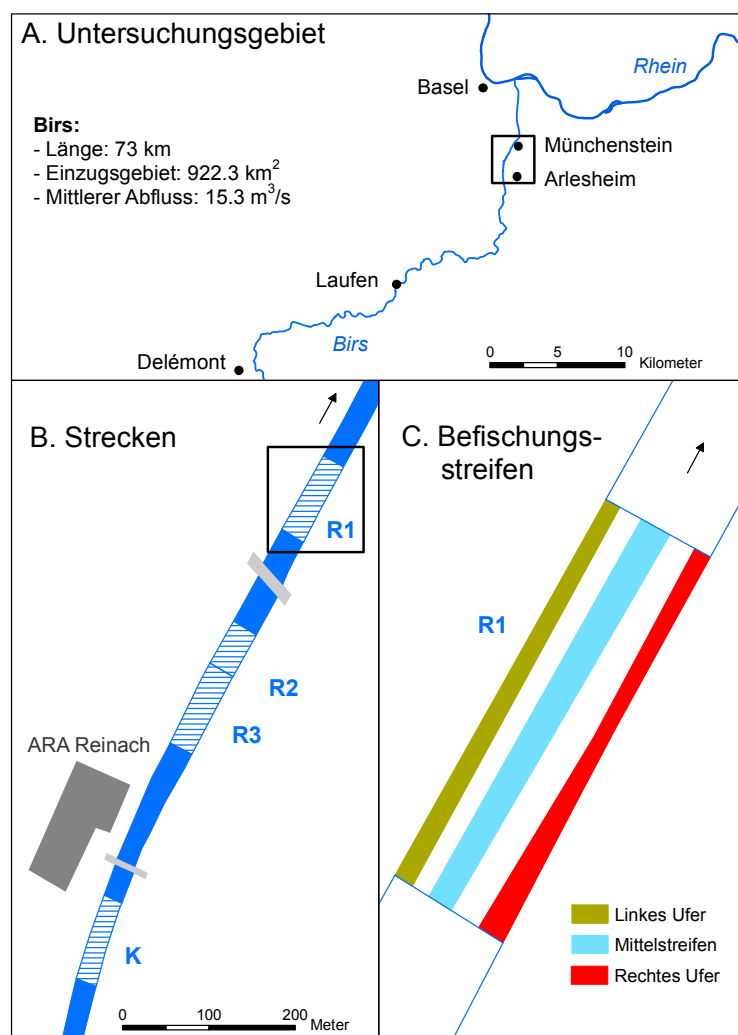 A. Untersuchungsgebiet
Rhein
Basel
Birs:
- Länge: 73 km
- Einzugsgebiet: 922.3 km²
- Mittlerer Abfluss: 15.3 m³/s
Münchenstein
Arlesheim
Laufen
Birs
Delémont
0 5 10
Kilometer
B. Strecken
R1
R2
R3
ARA Reinach
K
0 100 200
Meter
C. Befischungs-
streifen
R1
Linkes Ufer
Mittelstreifen
Rechtes Ufer